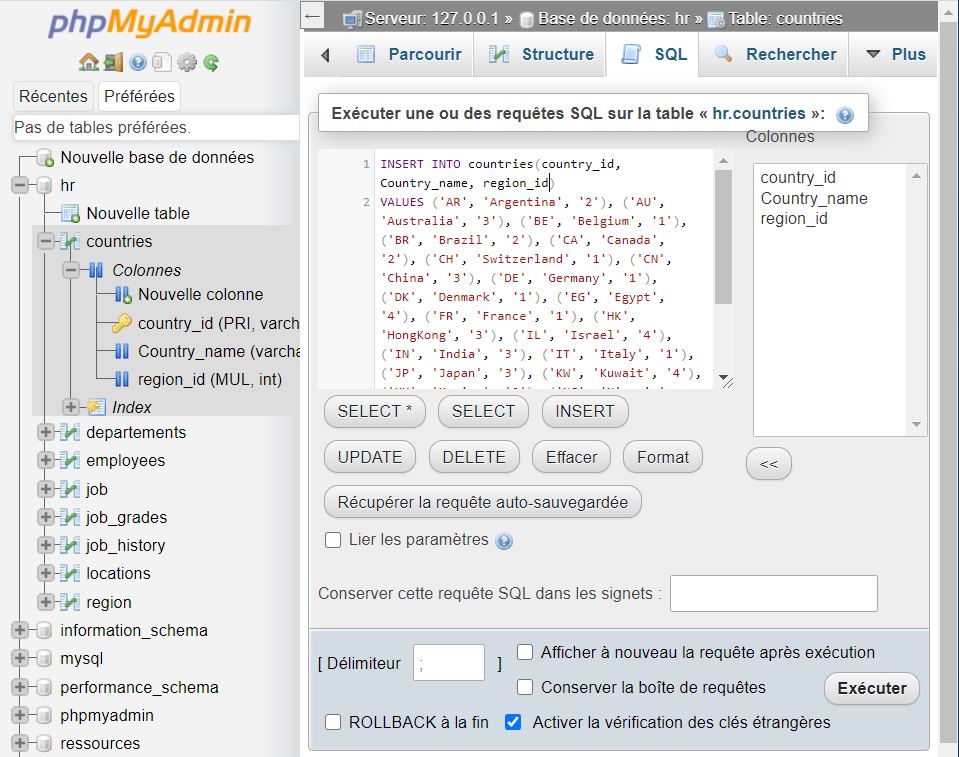 phpMyAdmin
Récentes Préférées
Pas de tables préférées.
Nouvelle base de données
hr
Nouvelle table
countries
Colonnes
Nouvelle colonne
country_id (PRI, varch
Country_name (varcha
region_id (MUL, int)
Index
departements
employees
job
job_grades
job_history
locations
region
information_schema
mysql
performance_schema
phpmyadmin
ressources
Serveur: 127.0.0.1 » Base de données: hr » Table: countries
Parcourir Structure SQL Rechercher Plus
Exécuter une ou des requêtes SQL sur la table « hr.countries »:
1 INSERT INTO countries(country_id,
Country_name, region_id)
2 VALUES ('AR', 'Argentina', '2'), ('AU',
'Australia', '3'), ('BE', 'Belgium', '1'),
('BR', 'Brazil', '2'), ('CA', 'Canada',
'2'), ('CH', 'Switzerland', '1'), ('CN',
'China', '3'), ('DE', 'Germany', '1'),
('DK', 'Denmark', '1'), ('EG', 'Egypt',
'4'), ('FR', 'France', '1'), ('HK',
'HongKong', '3'), ('IL', 'Israel', '4'),
('IN', 'India', '3'), ('IT', 'Italy', '1'),
('JP', 'Japan', '3'), ('KW', 'Kuwait', '4'),
Colonnes
country_id
Country_name
region_id
<<
SELECT * SELECT INSERT
UPDATE DELETE Effacer Format
Récupérer la requête auto-sauvegardée
Lier les paramètres
Conserver cette requête SQL dans les signets :
[ Délimiteur ; ]
Afficher à nouveau la requête après exécution
Conserver la boîte de requêtes
Exécuter
ROLLBACK à la fin Activer la vérification des clés étrangères